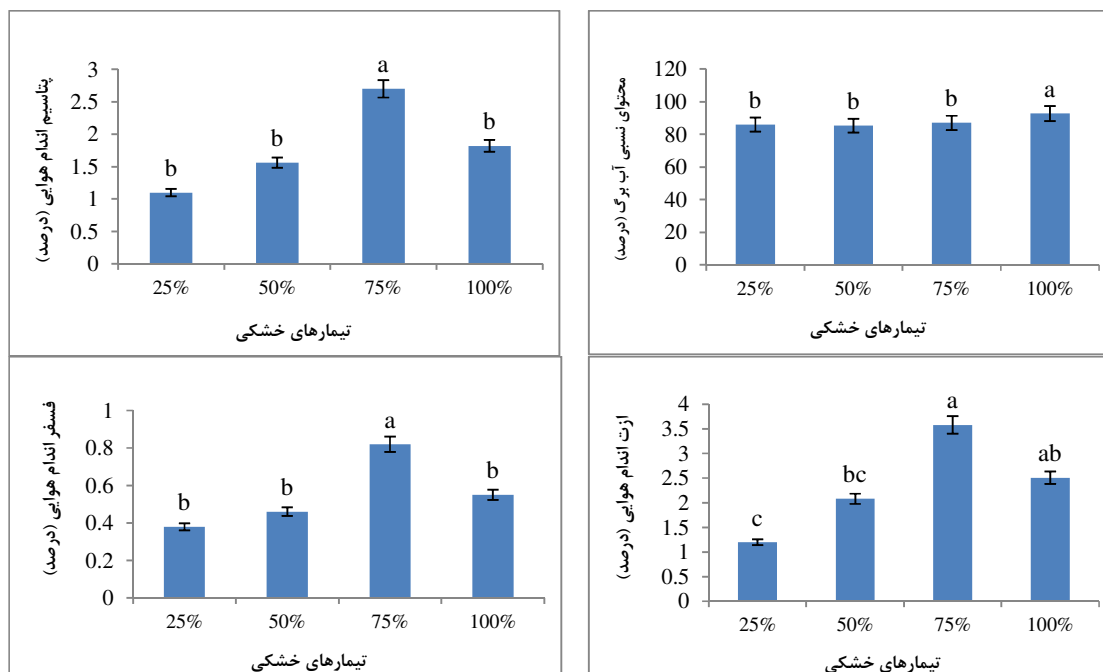 پتاسیم اندام هوایی (درصد)
3
2.5
2
1.5
1
0.5
0
b
b
a
b
25%
50%
75%
100%
تیمارهای خشکی
محتوای نسبی آب برگ (درصد)
120
100
80
60
40
20
0
b
b
b
a
25%
50%
75%
100%
تیمارهای خشکی
فسفر اندام هوایی (درصد)
1
0.8
0.6
0.4
0.2
0
b
b
a
b
25%
50%
75%
100%
تیمارهای خشکی
ازت اندام هوایی (درصد)
4
3.5
3
2.5
2
1.5
1
0.5
0
c
bc
a
ab
25%
50%
75%
100%
تیمارهای خشکی